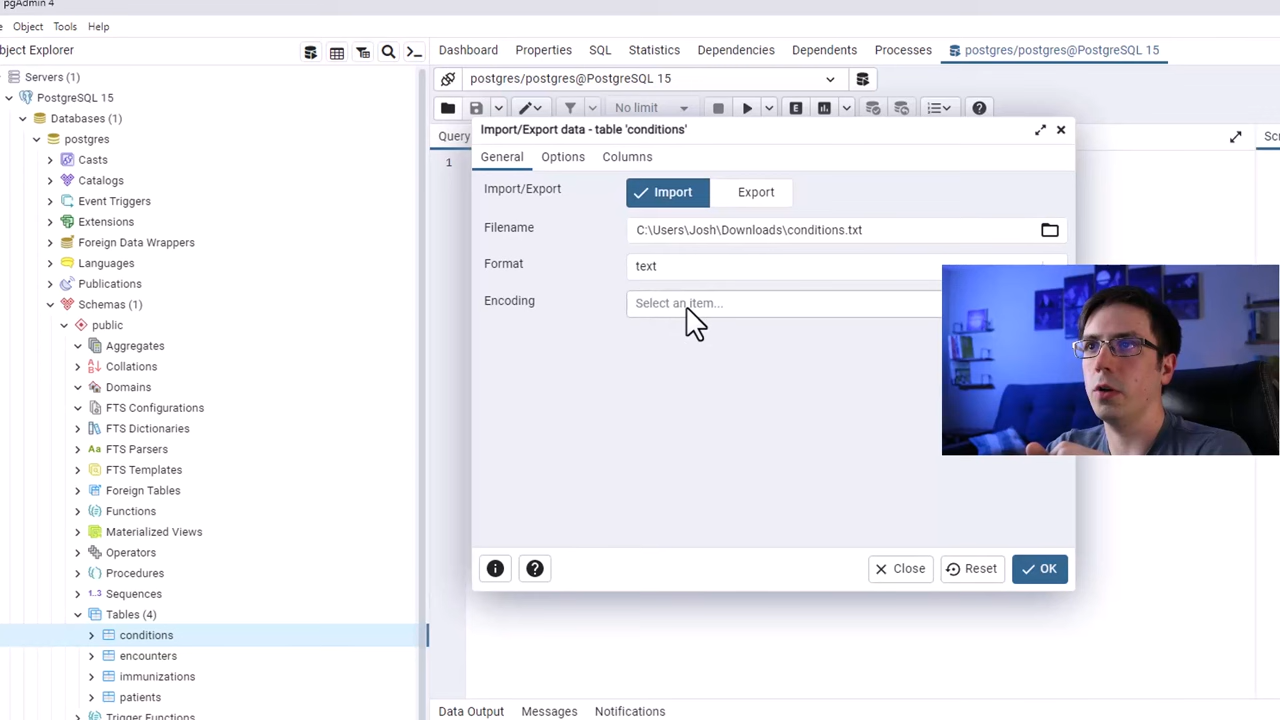 pgAdmin 4
Object Tools Help
bject Explorer
Dashboard Properties SQL Statistics Dependencies Dependents Processes postgres/postgres@PostgreSQL 15
Servers (1)
PostgreSQL 15
Databases (1)
postgres
Casts
Catalogs
Event Triggers
Extensions
Foreign Data Wrappers
Languages
Publications
Schemas (1)
public
Aggregates
Collations
Domains
FTS Configurations
FTS Dictionaries
FTS Parsers
FTS Templates
Foreign Tables
Functions
Materialized Views
Operators
Procedures
1..3 Sequences
Tables (4)
conditions
encounters
immunizations
patients
Trigger Functions
postgres/postgres@PostgreSQL 15
No limit
Query
Scr
1
Import/Export data - table 'conditions'
General Options Columns
Import/Export Import Export
Filename C:\Users\Josh\Downloads\conditions.txt
Format text
Encoding Select an item...
Close Reset OK
Data Output Messages Notifications